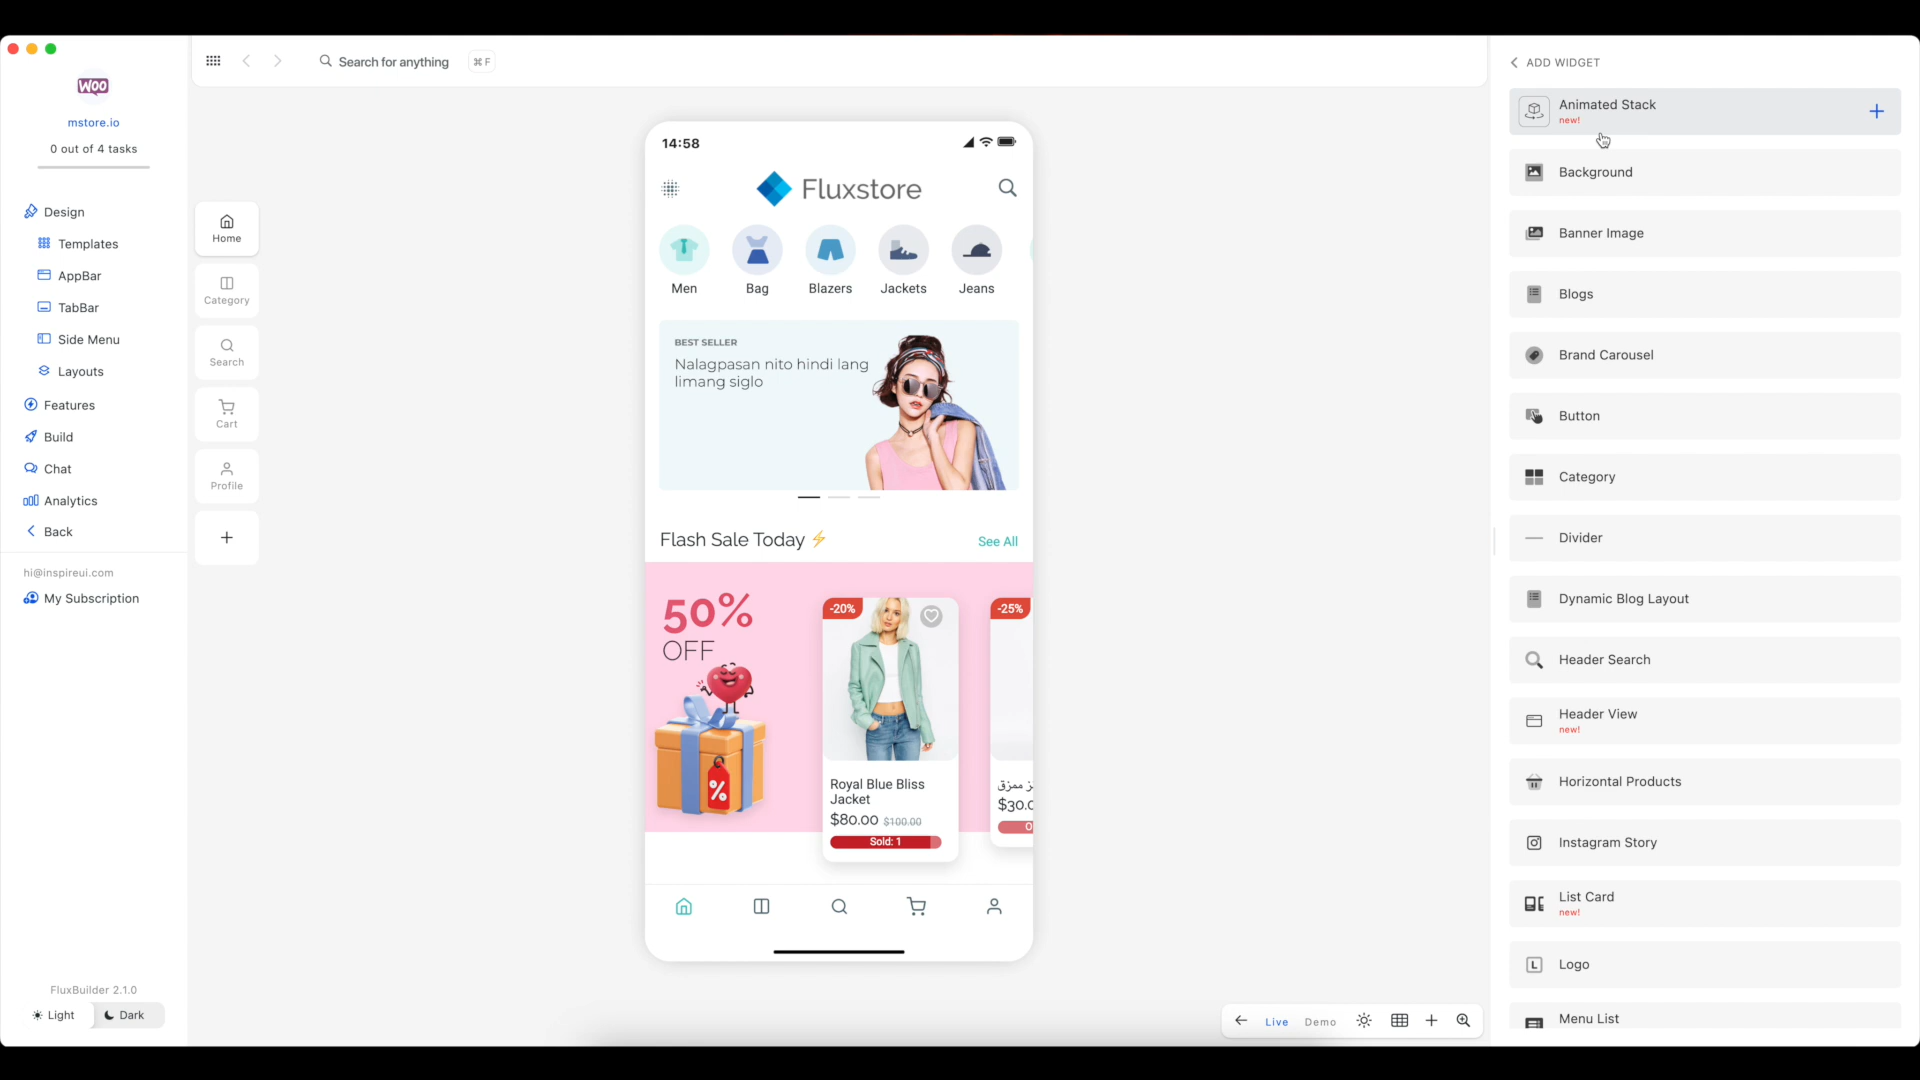 Woo
mstore.io
0 out of 4 tasks
Design
Templates
AppBar
TabBar
Side Menu
Layouts
Features
Build
Chat
Analytics
Back
hi@inspireui.com
My Subscription
FluxBuilder 2.1.0
Light
Dark
Search for anything
⌘ F
Home
Category
Search
Cart
Profile
14:58
Fluxstore
Men
Bag
Blazers
Jackets
Jeans
BEST SELLER
Nalagpasan nito hindi lang
limang siglo
Flash Sale Today ⚡
See All
50%
OFF
%
-20%
Royal Blue Bliss
Jacket
$80.00 $100.00
Sold: 1
-25%
ز ممزق
$30.0
Live
Demo
ADD WIDGET
Animated Stack
new!
Background
Banner Image
Blogs
Brand Carousel
Button
Category
Divider
Dynamic Blog Layout
Header Search
Header View
new!
Horizontal Products
Instagram Story
List Card
new!
L
Logo
Menu List